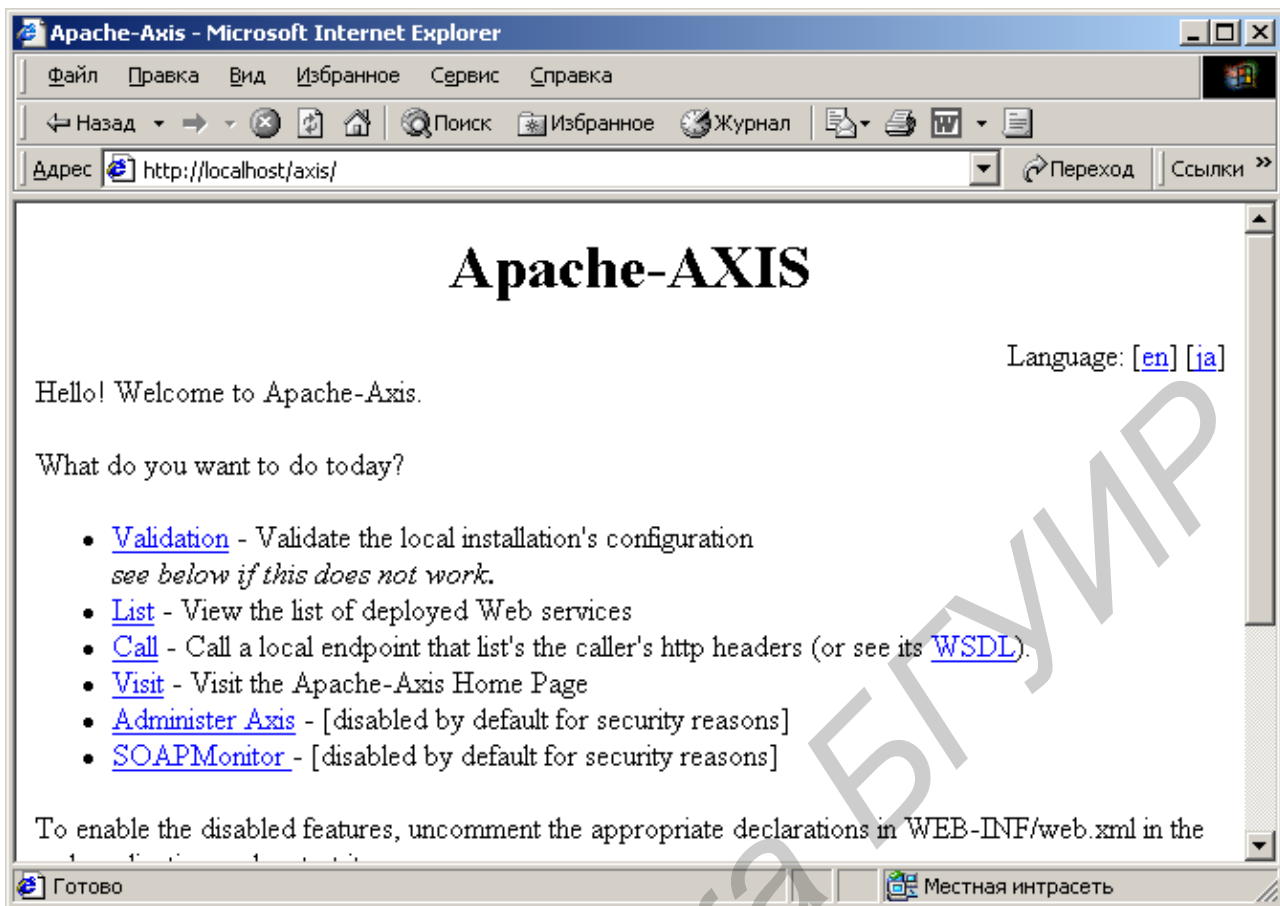 Apache-Axis - Microsoft Internet Explorer
Файл Правка Вид Избранное Сервис Справка
Назад Поиск Избранное Журнал
Адрес http://localhost/axis/ Переход Ссылки »
Apache-AXIS
Language: [en] [ja]
Hello! Welcome to Apache-Axis.
What do you want to do today?
• Validation - Validate the local installation's configuration
see below if this does not work.
• List - View the list of deployed Web services
• Call - Call a local endpoint that list's the caller's http headers (or see its WSDL).
• Visit - Visit the Apache-Axis Home Page
• Administer Axis - [disabled by default for security reasons]
• SOAPMonitor - [disabled by default for security reasons]
To enable the disabled features, uncomment the appropriate declarations in WEB-INF/web.xml in the
Готово Местная интрасеть
БГУИР